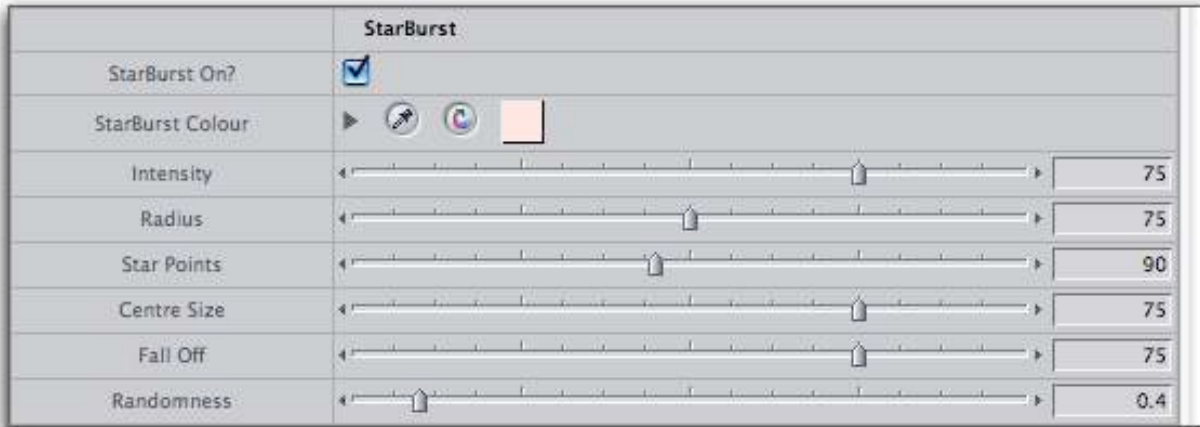 StarBurst
StarBurst On?
StarBurst Colour
Intensity 75
Radius 75
Star Points 90
Centre Size 75
Fall Off 75
Randomness 0.4